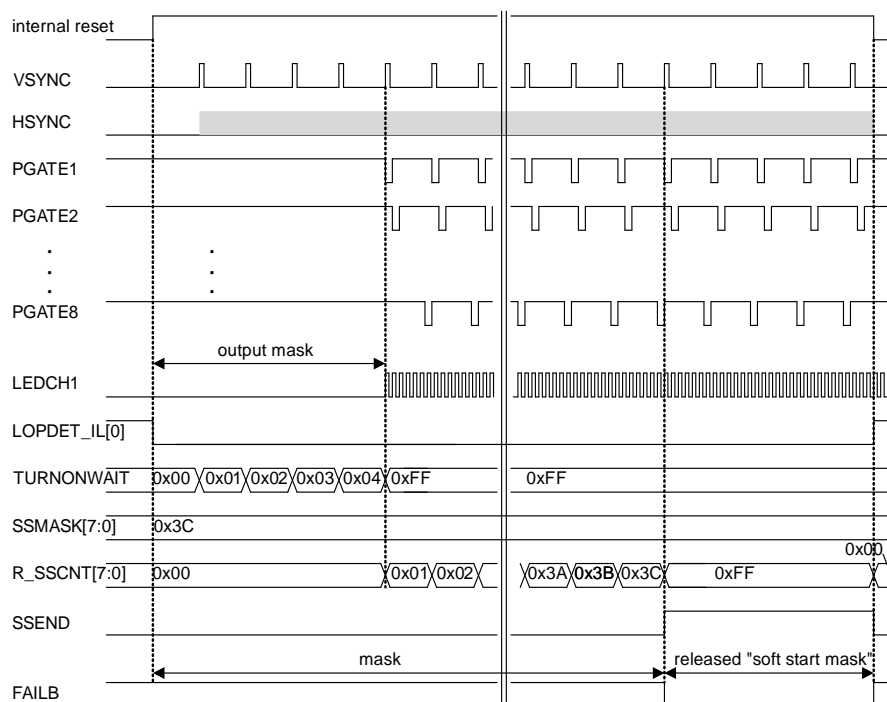 internal reset
VSYNC
HSYNC
PGATE1
PGATE2
PGATE8
output mask
LEDCH1
LOPDET_IL[0]
TURNONWAIT 0x00 0x01 0x02 0x03 0x04 0xFF 0xFF
SSMASK[7:0] 0x3C
0x00
R_SSCNT[7:0] 0x00 0x01 0x02 0x3A 0x3B 0x3C 0xFF
SSEND
mask released "soft start mask"
FAILB